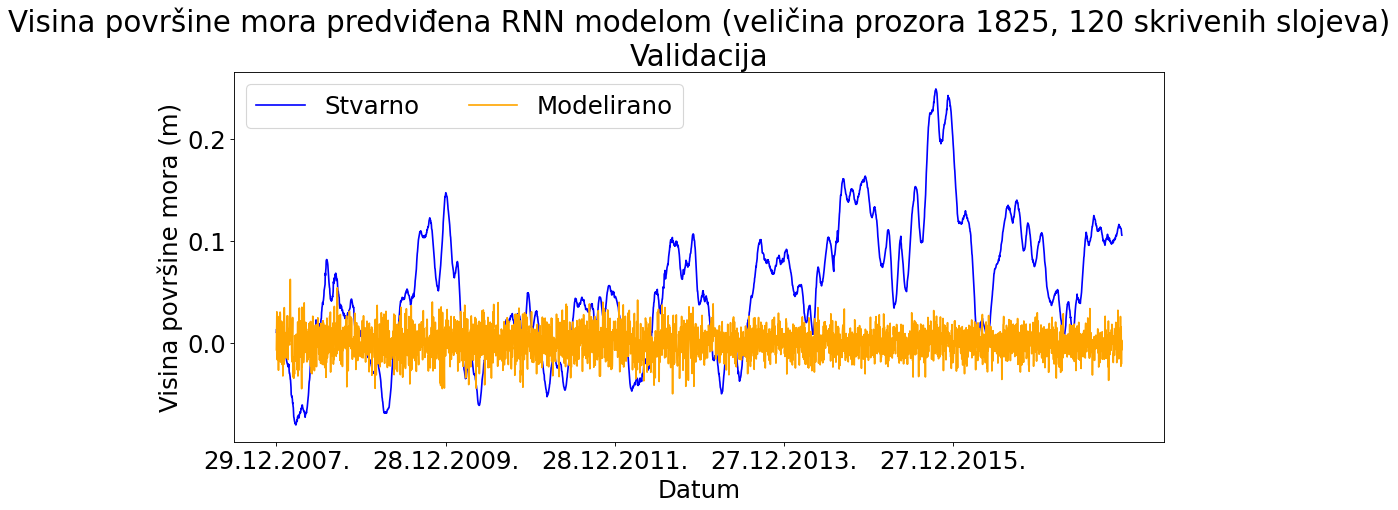 Visina površine mora predviđena RNN modelom (veličina prozora 1825, 120 skrivenih slojeva)
Validacija
Stvarno
Modelirano
Visina površine mora (m)
0.2
0.1
0.0
29.12.2007.
28.12.2009.
28.12.2011.
27.12.2013.
27.12.2015.
Datum